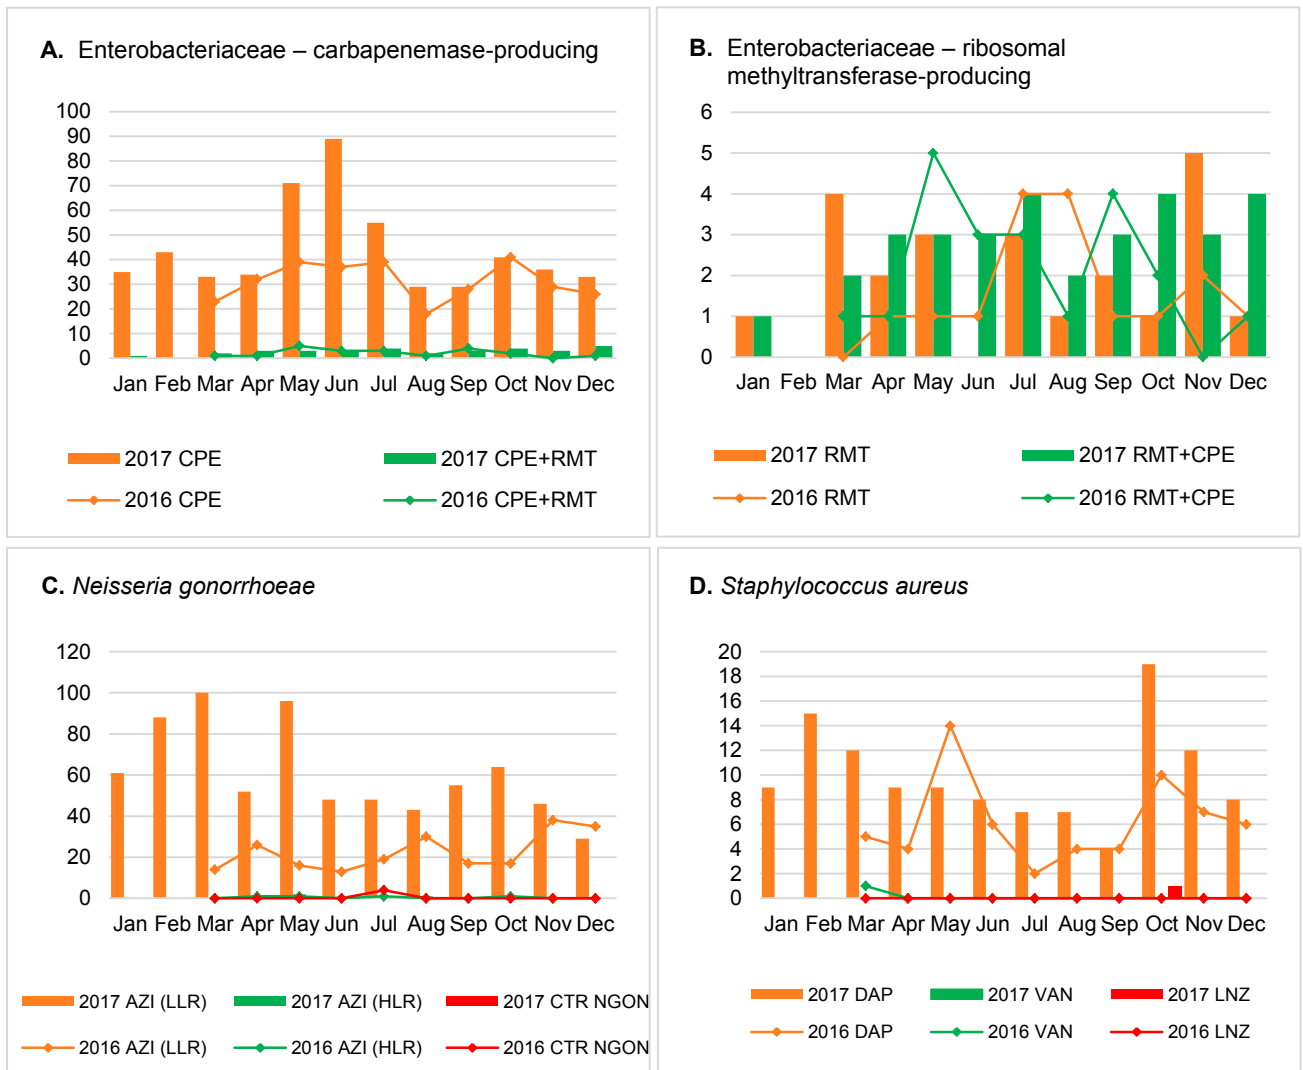 A. Enterobacteriaceae – carbapenemase-producing
100
90
80
70
60
50
40
30
20
10
0
Jan Feb Mar Apr May Jun Jul Aug Sep Oct Nov Dec
2017 CPE 2017 CPE+RMT
2016 CPE 2016 CPE+RMT
B. Enterobacteriaceae – ribosomal
methyltransferase-producing
6
5
4
3
2
1
0
Jan Feb Mar Apr May Jun Jul Aug Sep Oct Nov Dec
2017 RMT 2017 RMT+CPE
2016 RMT 2016 RMT+CPE
C. Neisseria gonorrhoeae
120
100
80
60
40
20
0
Jan Feb Mar Apr May Jun Jul Aug Sep Oct Nov Dec
2017 AZI (LLR) 2017 AZI (HLR) 2017 CTR NGON
2016 AZI (LLR) 2016 AZI (HLR) 2016 CTR NGON
D. Staphylococcus aureus
20
18
16
14
12
10
8
6
4
2
0
Jan Feb Mar Apr May Jun Jul Aug Sep Oct Nov Dec
2017 DAP 2017 VAN 2017 LNZ
2016 DAP 2016 VAN 2016 LNZ